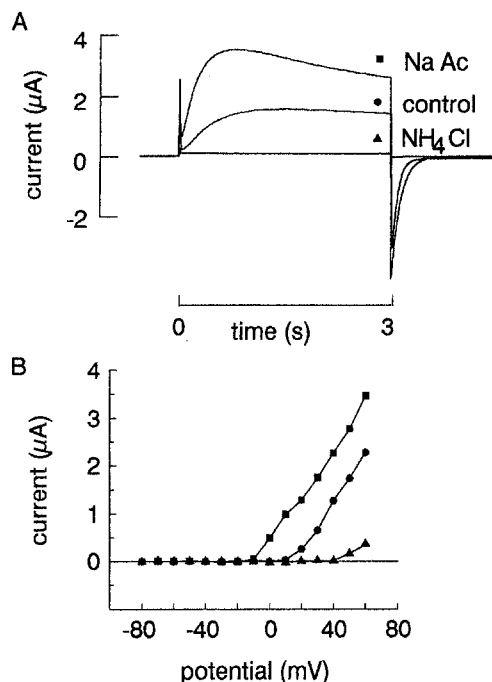 A
4
2
0
-2
current (µA)
■ Na Ac
● control
▲ NH4Cl
0
3
time (s)
B
4
3
2
1
0
current (µA)
-80 -40 0 40 80
potential (mV)